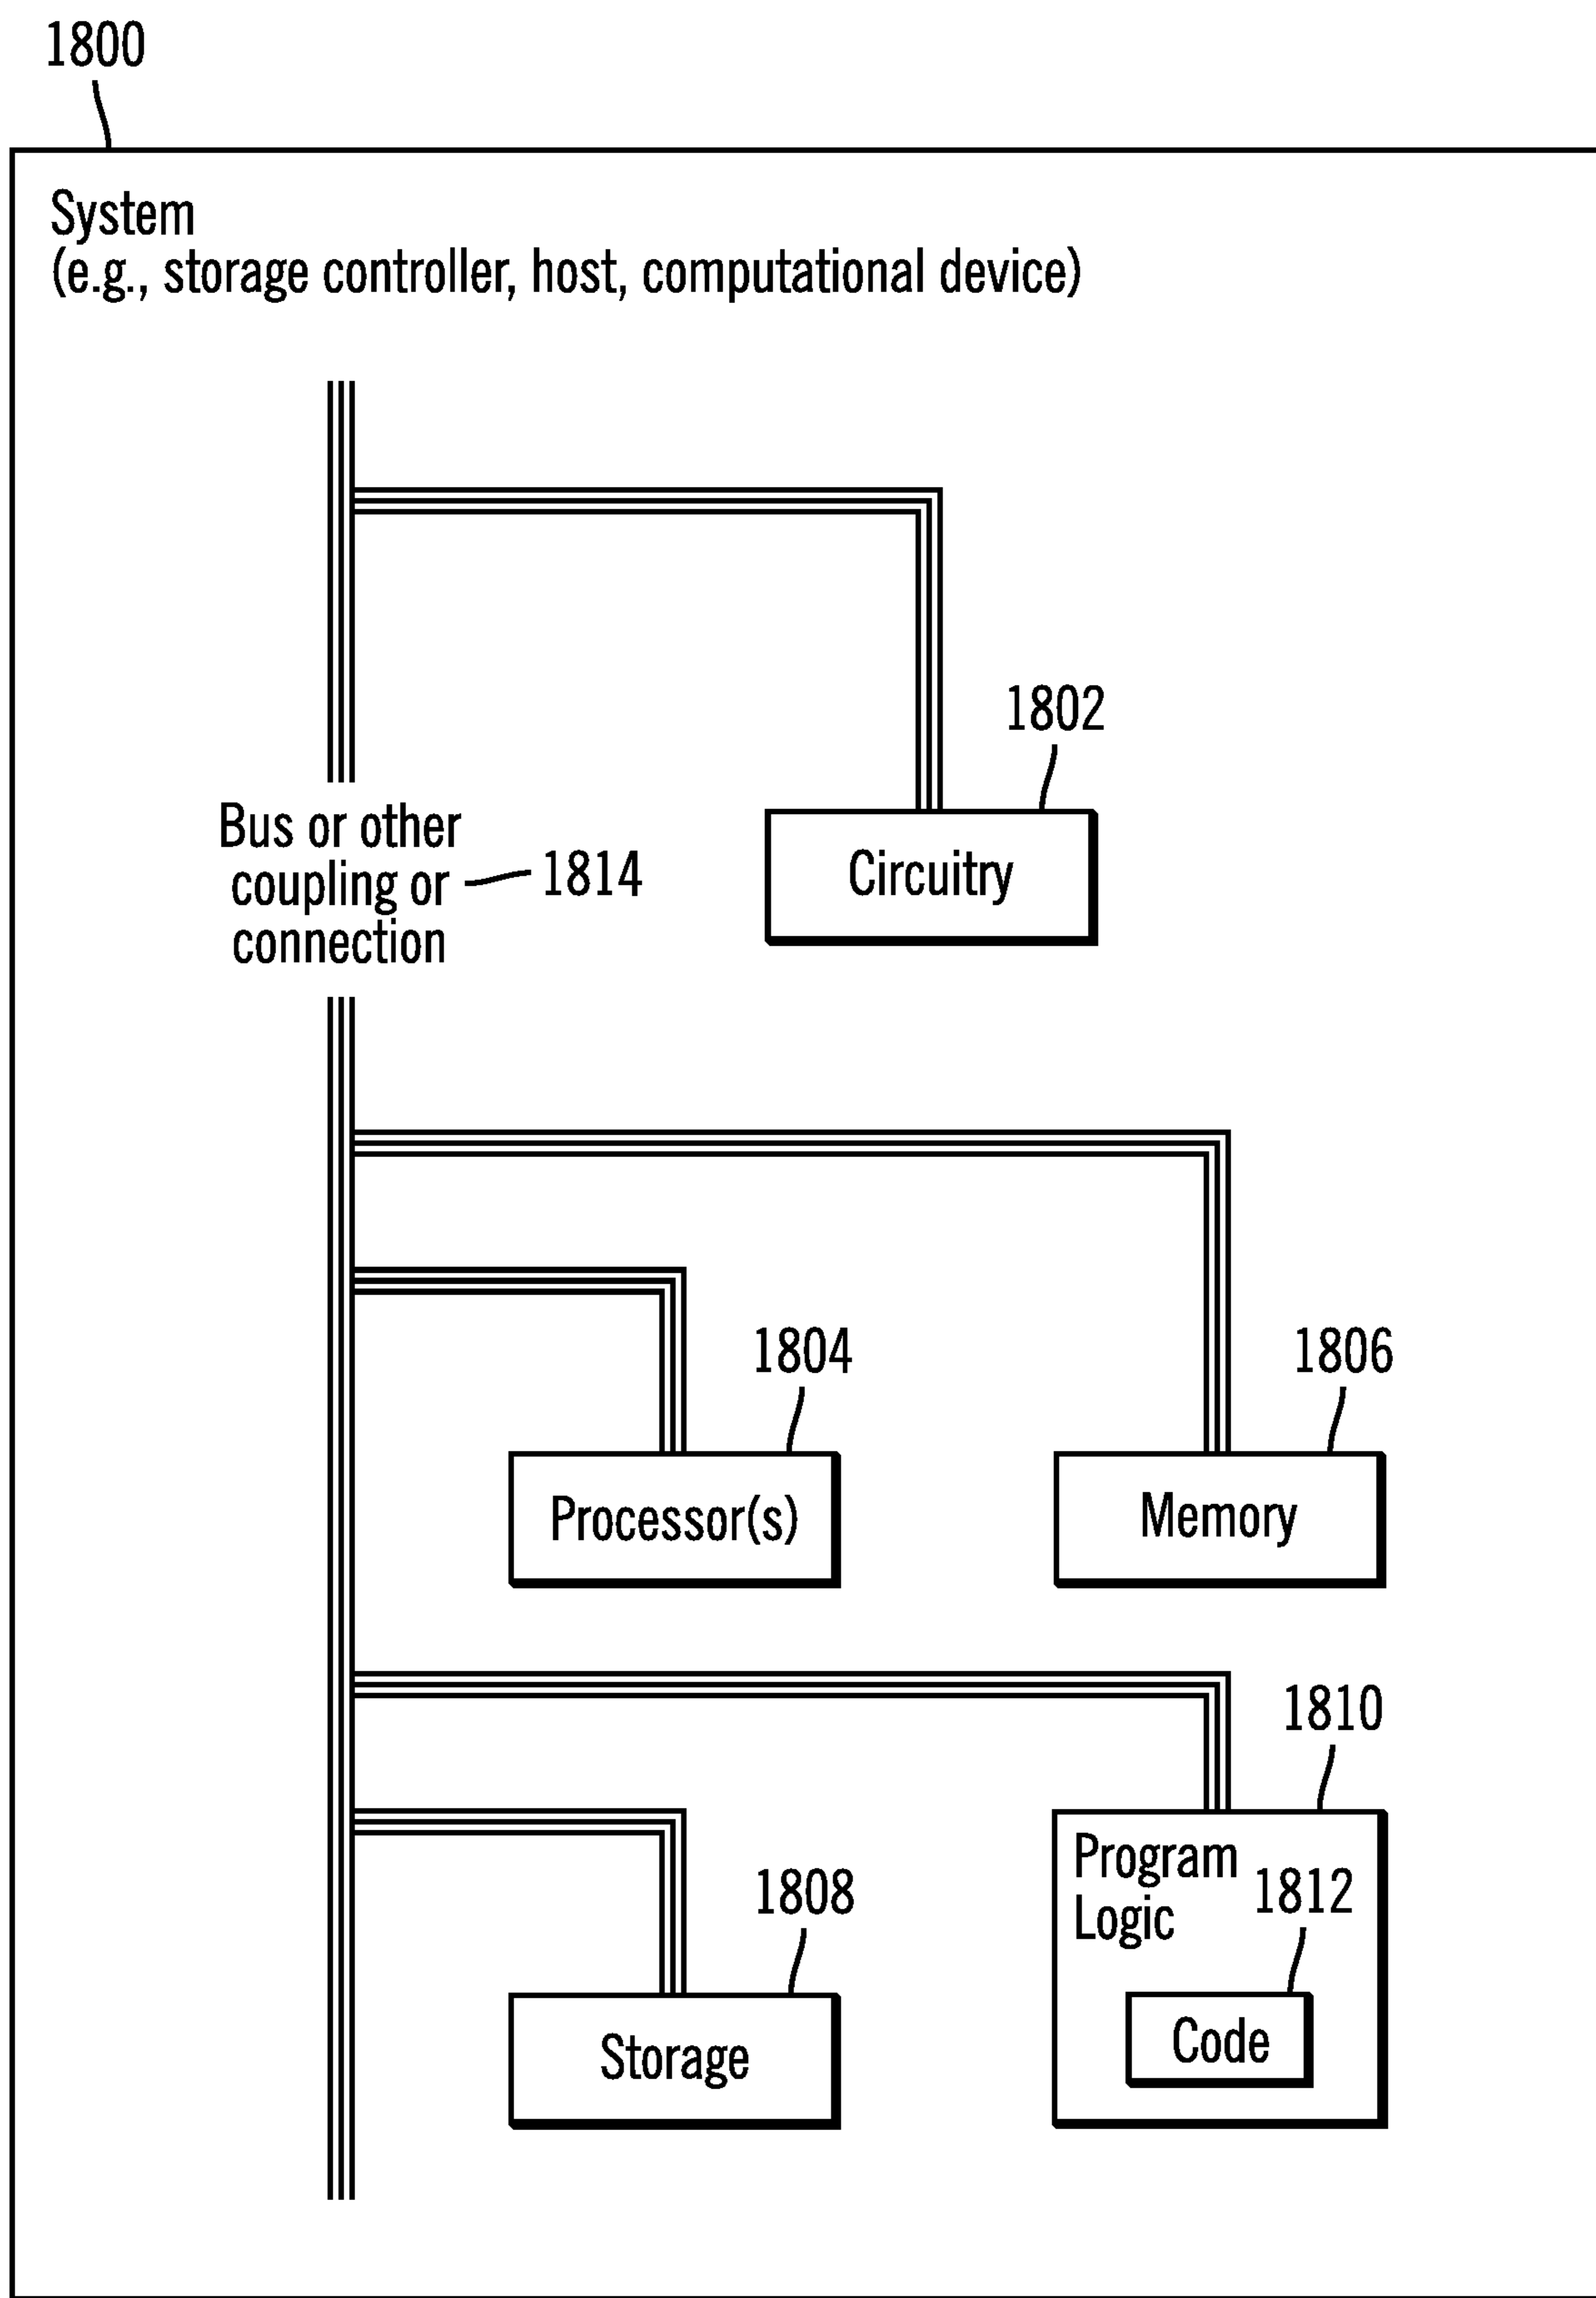 1800
System
(e.g., storage controller, host, computational device)
1802
Bus or other
coupling or
connection
1814
Circuitry
1804
1806
Processor(s)
Memory
1810
Program
Logic
1812
1808
Storage
Code